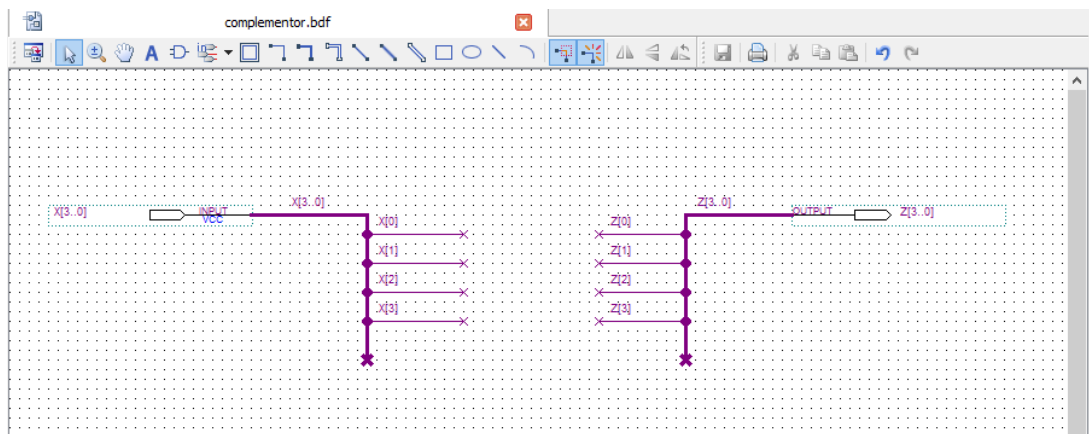 complementor.bdf
A
X[3..0]
INPUT
VCC
X[3..0]
X[0]
X[1]
X[2]
X[3]
Z[3..0]
Z[0]
Z[1]
Z[2]
Z[3]
OUTPUT
Z[3..0]